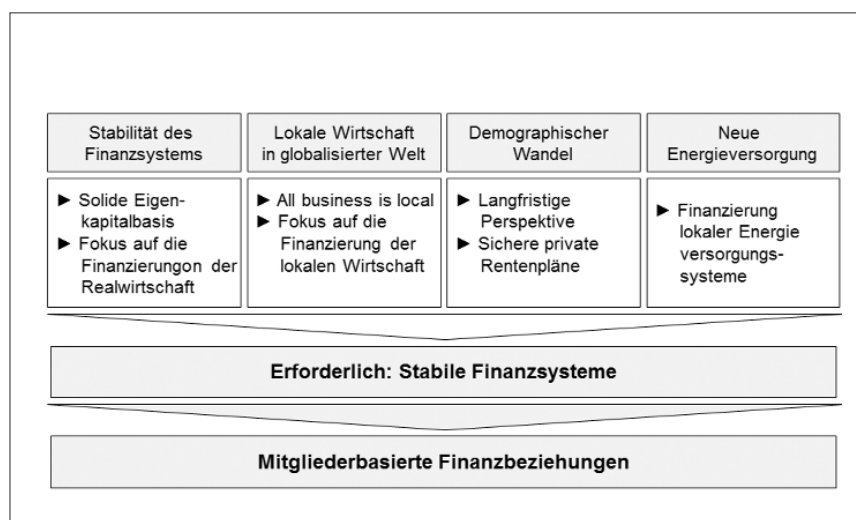 Stabilität des
Finanzsystems
Lokale Wirtschaft
in globalisierter Welt
Demographischer
Wandel
Neue
Energieversorgung
► Solide Eigen-
kapitalbasis
► Fokus auf die
Finanzierungon der
Realwirtschaft
► All business is local
► Fokus auf die
Finanzierung der
lokalen Wirtschaft
► Langfristige
Perspektive
► Sichere private
Rentenpläne
► Finanzierung
lokaler Energie
versorgungs-
systeme
Erforderlich: Stabile Finanzsysteme
Mitgliederbasierte Finanzbeziehungen